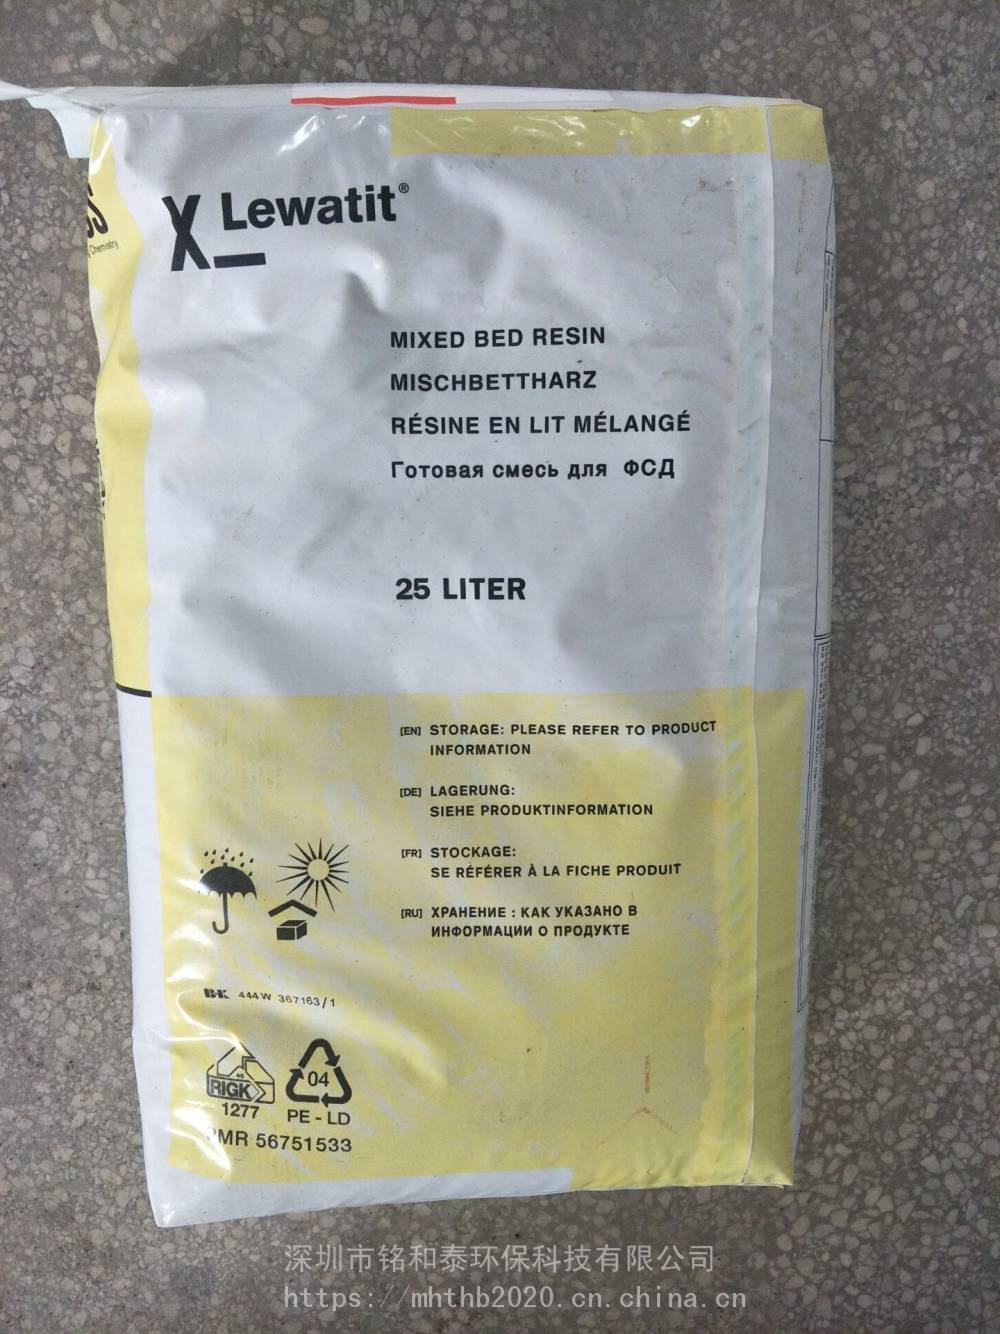 Lewatit®
Chemistry
MIXED BED RESIN
MISCHBETTHARZ
RÉSINE EN LIT MÉLANGÉ
Готовая смесь для ФСД
25 LITER
[EN] STORAGE: PLEASE REFER TO PRODUCT
INFORMATION
[DE] LAGERUNG:
SIEHE PRODUKTINFORMATION
[FR] STOCKAGE:
SE RÉFÉRER À LA FICHE PRODUIT
[RU] ХРАНЕНИЕ : КАК УКАЗАНО В
ИНФОРМАЦИИ О ПРОДУКТЕ
444W 367163/1
RIGK
1277
04
PE - LD
56751533
深圳市铭和泰环保科技有限公司
https://mhthb2020.cn.china.cn